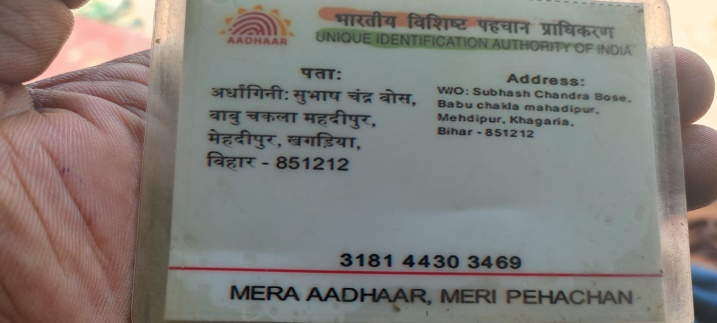 भारतीय विशिष्ट पहचान प्राधिकरण
AADHAAR
UNIQUE IDENTIFICATION AUTHORITY OF INDIA
पता:
अर्धांगिनी: सुभाष चंद्र बोस,
बाबु चकला महदीपुर,
मेहदीपुर, खगड़िया,
बिहार - 851212
Address:
W/O: Subhash Chandra Bose,
Babu chakla mahadipur,
Mehdipur, Khagaria,
Bihar - 851212
3181 4430 3469
MERA AADHAAR, MERI PEHACHAN